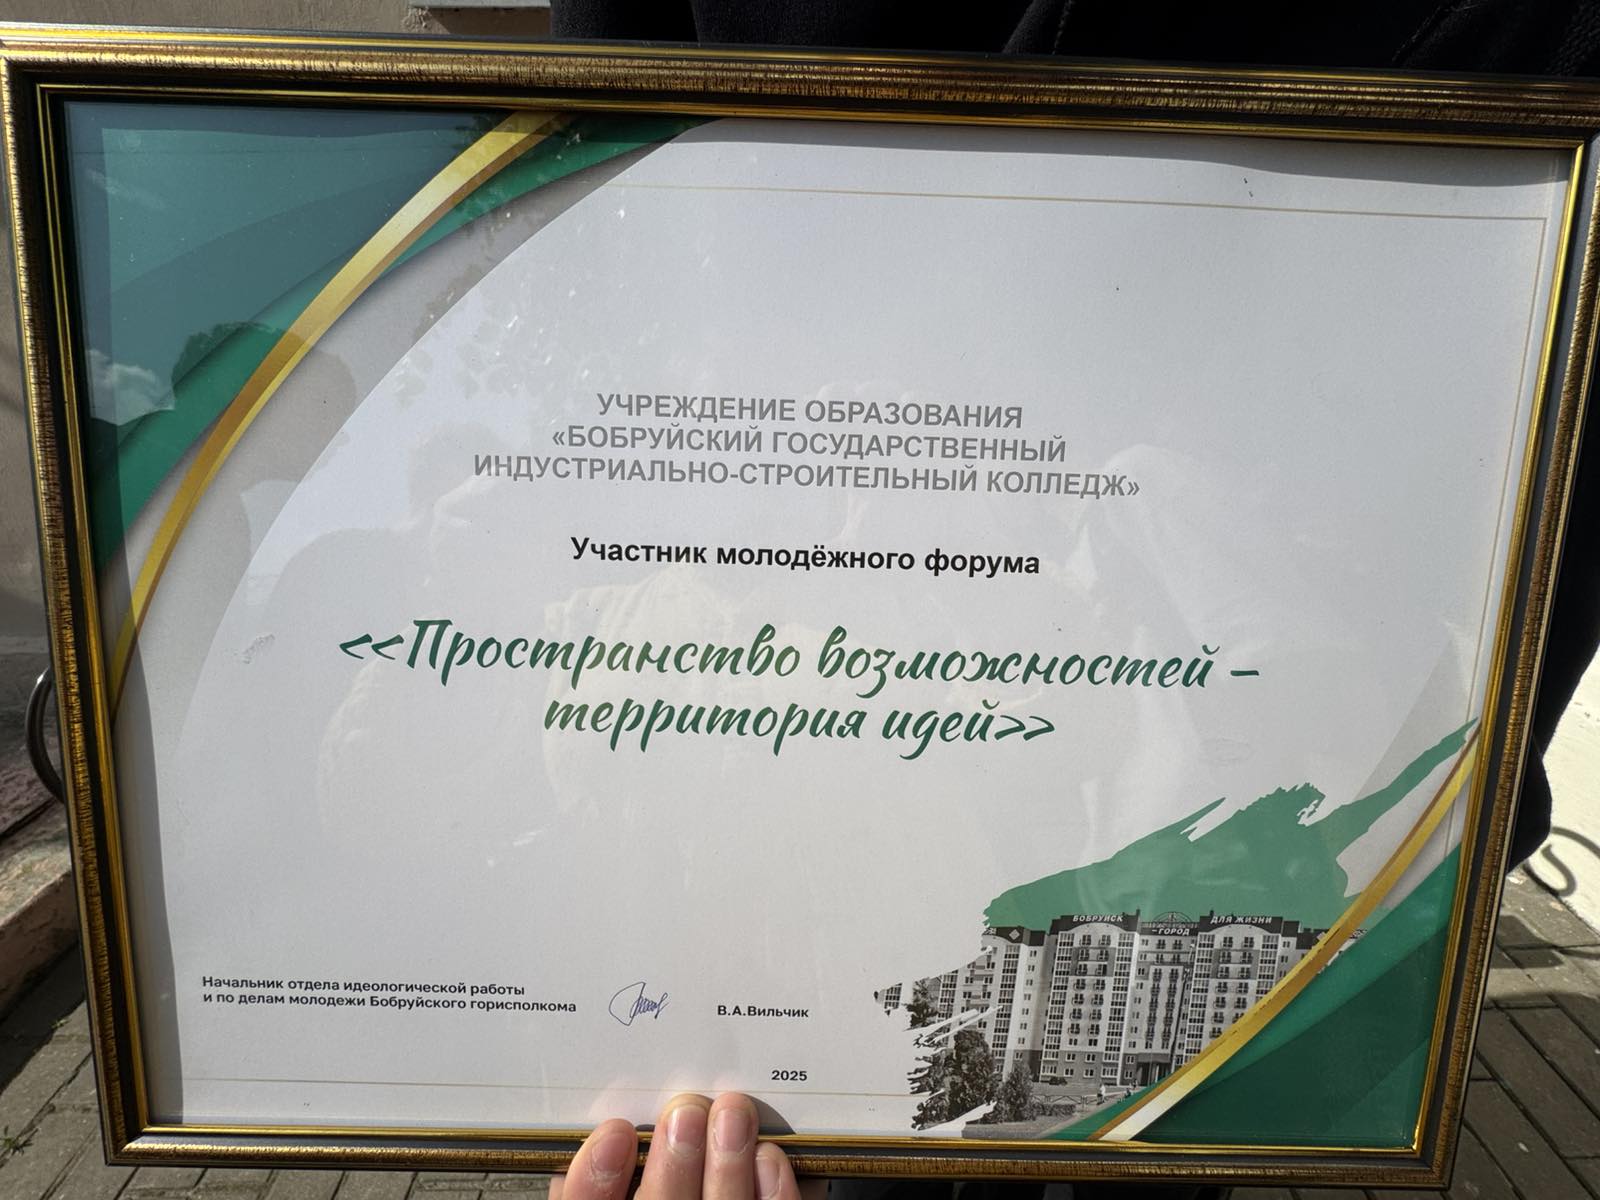 УЧРЕЖДЕНИЕ ОБРАЗОВАНИЯ
«БОБРУЙСКИЙ ГОСУДАРСТВЕННЫЙ
ИНДУСТРИАЛЬНО-СТРОИТЕЛЬНЫЙ КОЛЛЕДЖ»
Участник молодёжного форума
<<Пространство возможностей –
территория идей>>
БОБРУЙСК
-ГОРОД
ДЛЯ ЖИЗНИ
Начальник отдела идеологической работы
и по делам молодежи Бобруйского горисполкома
В.А.Вильчик
2025